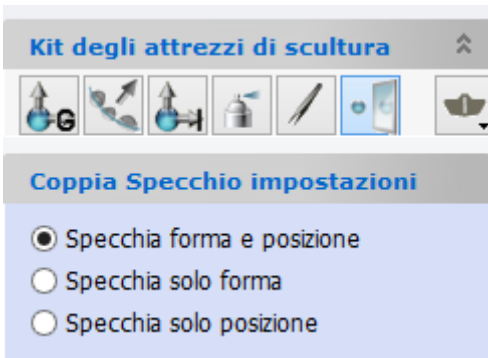 Kit degli attrezzi di scultura
G
Coppia Specchio impostazioni
Specchia forma e posizione
Specchia solo forma
Specchia solo posizione